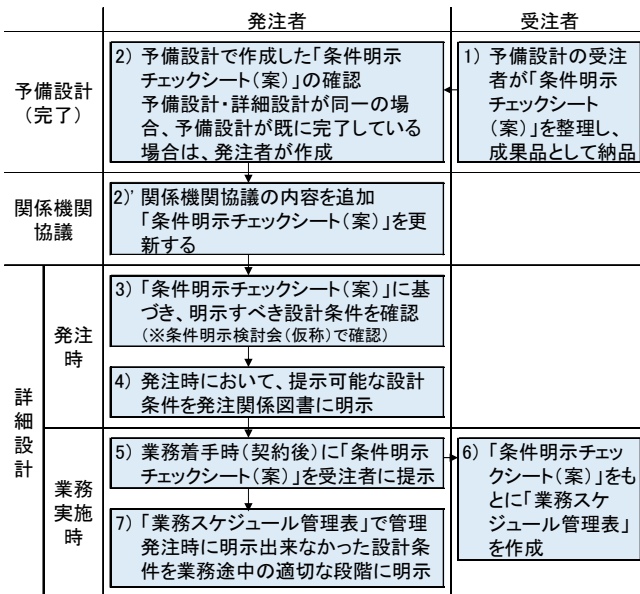 発注者
受注者
予備設計
（完了）
2）予備設計で作成した「条件明示
チェックシート（案）」の確認
予備設計・詳細設計が同一の場
合、予備設計が既に完了している
場合は、発注者が作成
1）予備設計の受注
者が「条件明示
チェックシート
（案）」を整理し、
成果品として納品
関係機関
協議
2）’関係機関協議の内容を追加
「条件明示チェックシート（案）」を更
新する
詳細設計
発注
時
3）「条件明示チェックシート（案）」に基
づき、明示すべき設計条件を確認
（※条件明示検討会（仮称）で確認）
4）発注時において、提示可能な設計
条件を発注関係図書に明示
業務
実施
時
5）業務着手時（契約後）に「条件明示
チェックシート（案）」を受注者に提示
6）「条件明示チェッ
クシート（案）」をも
とに「業務スケ
ジュール管理表」
を作成
7）「業務スケジュール管理表」で管理
発注時に明示出来なかった設計条
件を業務途中の適切な段階に明示